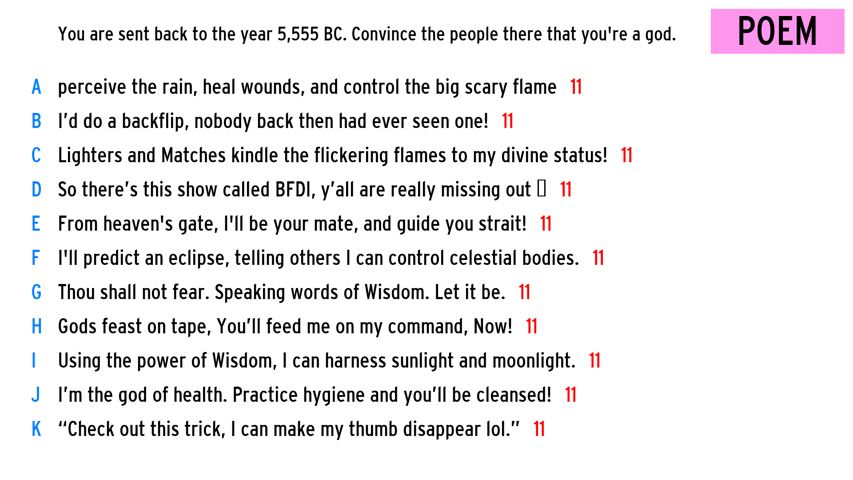 You are sent back to the year 5,555 BC. Convince the people there that you're a god.
POEM
A perceive the rain, heal wounds, and control the big scary flame 11
B I’d do a backflip, nobody back then had ever seen one! 11
C Lighters and Matches kindle the flickering flames to my divine status! 11
D So there’s this show called BFDI, y’all are really missing out 11
E From heaven's gate, I'll be your mate, and guide you strait! 11
F I'll predict an eclipse, telling others I can control celestial bodies. 11
G Thou shall not fear. Speaking words of Wisdom. Let it be. 11
H Gods feast on tape, You’ll feed me on my command, Now! 11
I Using the power of Wisdom, I can harness sunlight and moonlight. 11
J I’m the god of health. Practice hygiene and you’ll be cleansed! 11
K “Check out this trick, I can make my thumb disappear lol.” 11